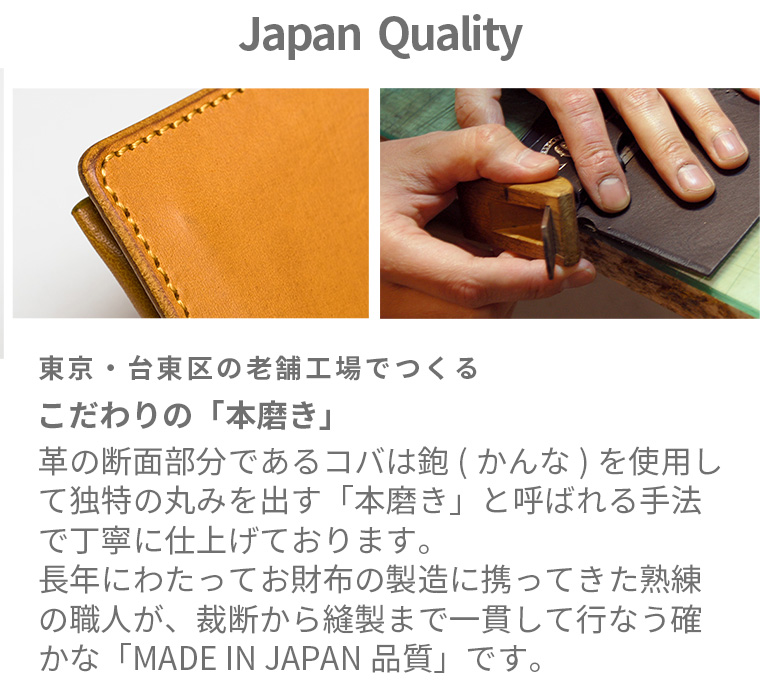 Japan Quality
東京・台東区の老舗工場でつくる
こだわりの「本磨き」
革の断面部分であるコバは鉋 ( かんな ) を使用し
て独特の丸みを出す「本磨き」と呼ばれる手法
で丁寧に仕上げております。
長年にわたってお財布の製造に携ってきた熟練
の職人が、裁断から縫製まで一貫して行なう確
かな「MADE IN JAPAN 品質」です。